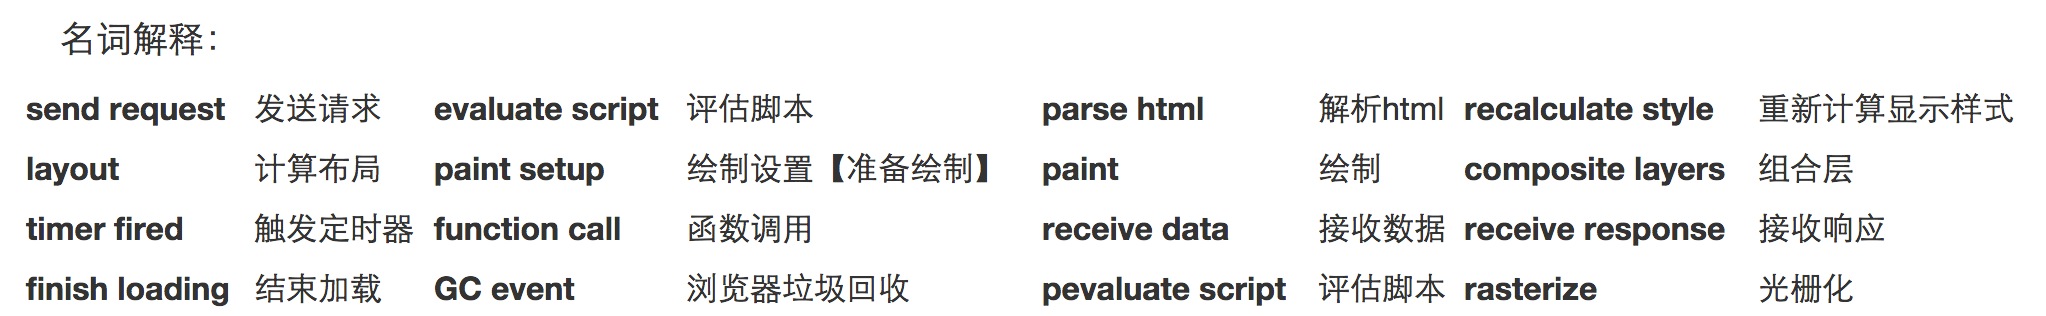 名词解释：
send request 发送请求 evaluate script 评估脚本 parse html 解析html recalculate style 重新计算显示样式
layout 计算布局 paint setup 绘制设置【准备绘制】 paint 绘制 composite layers 组合层
timer fired 触发定时器 function call 函数调用 receive data 接收数据 receive response 接收响应
finish loading 结束加载 GC event 浏览器垃圾回收 pevaluate script 评估脚本 rasterize 光栅化